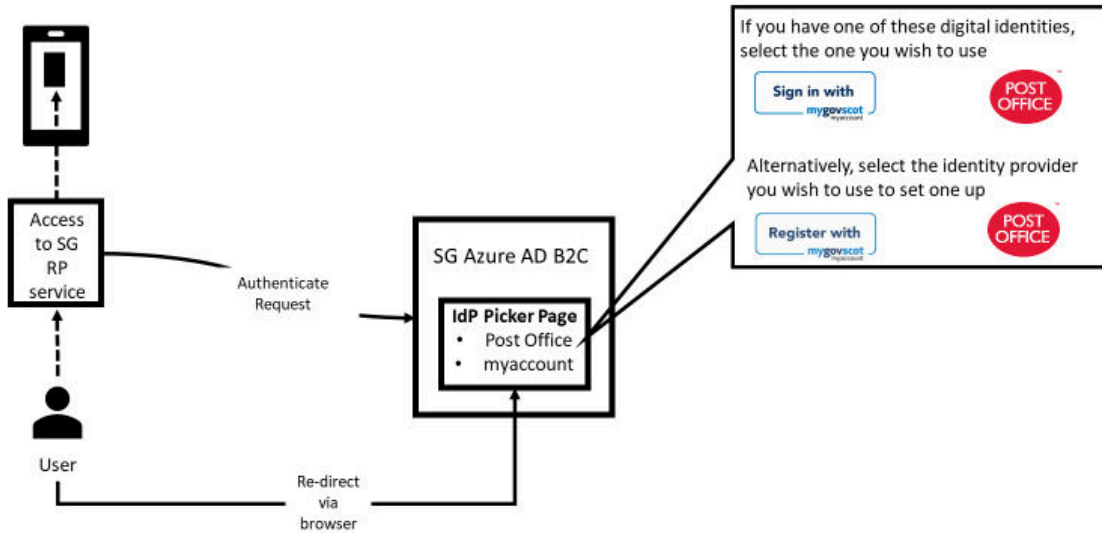 If you have one of these digital identities,
select the one you wish to use
Sign in with
mygovscot
myaccount
POST
OFFICE
™
Alternatively, select the identity provider
you wish to use to set one up
Register with
mygovscot
myaccount
POST
OFFICE
™
Access
to SG
RP
service
Authenticate
Request
SG Azure AD B2C
IdP Picker Page
• Post Office
• myaccount
User
Re-direct
via
browser